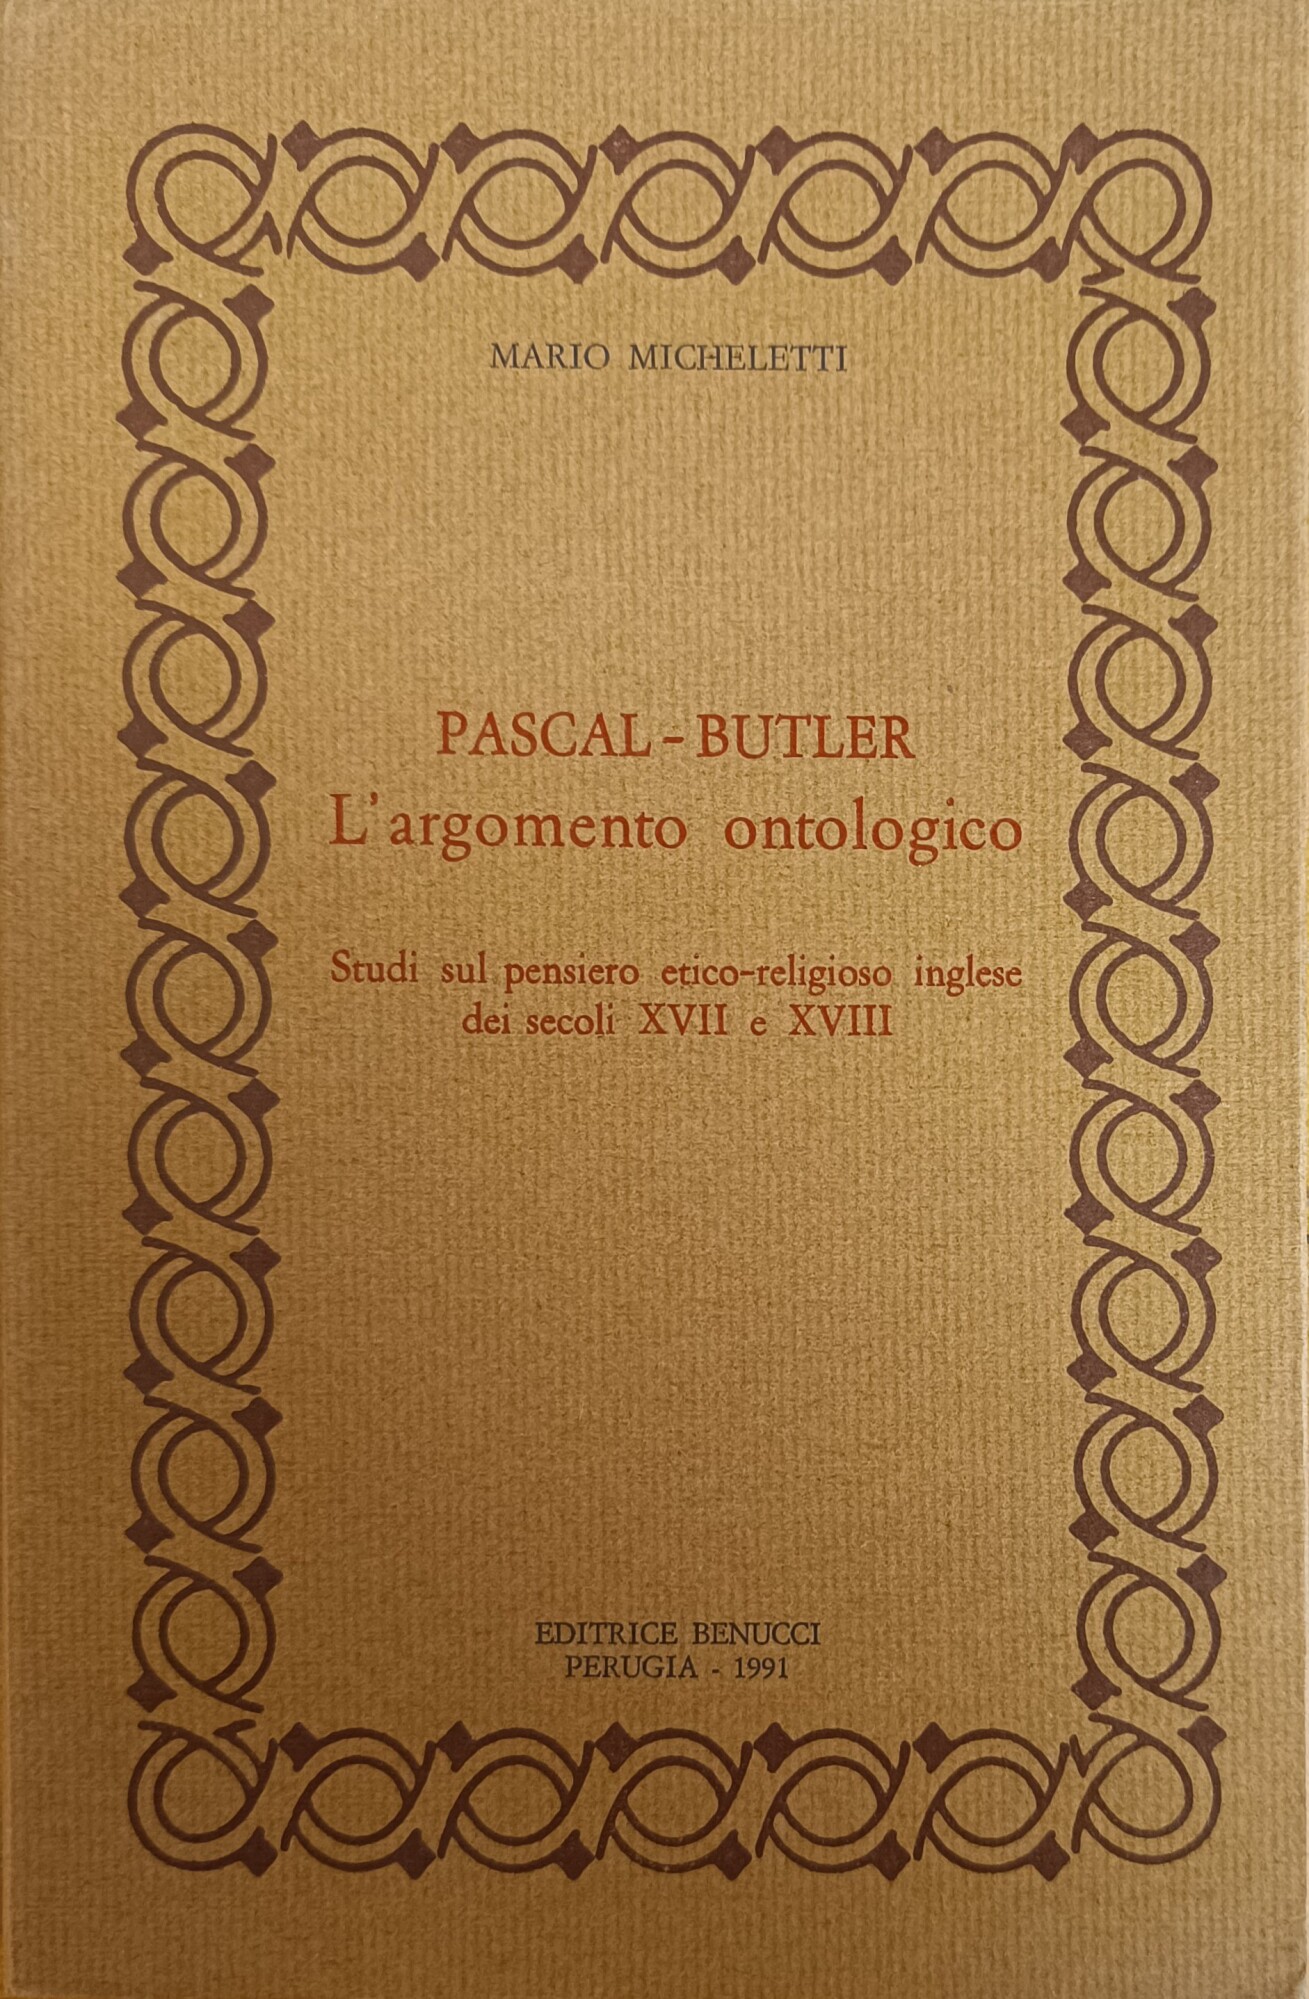 MARIO MICHELETTI
PASCAL - BUTLER
L'argomento ontologico
Studi sul pensiero etico-religioso inglese
dei secoli XVII e XVIII
EDITRICE BENUCCI
PERUGIA - 1991